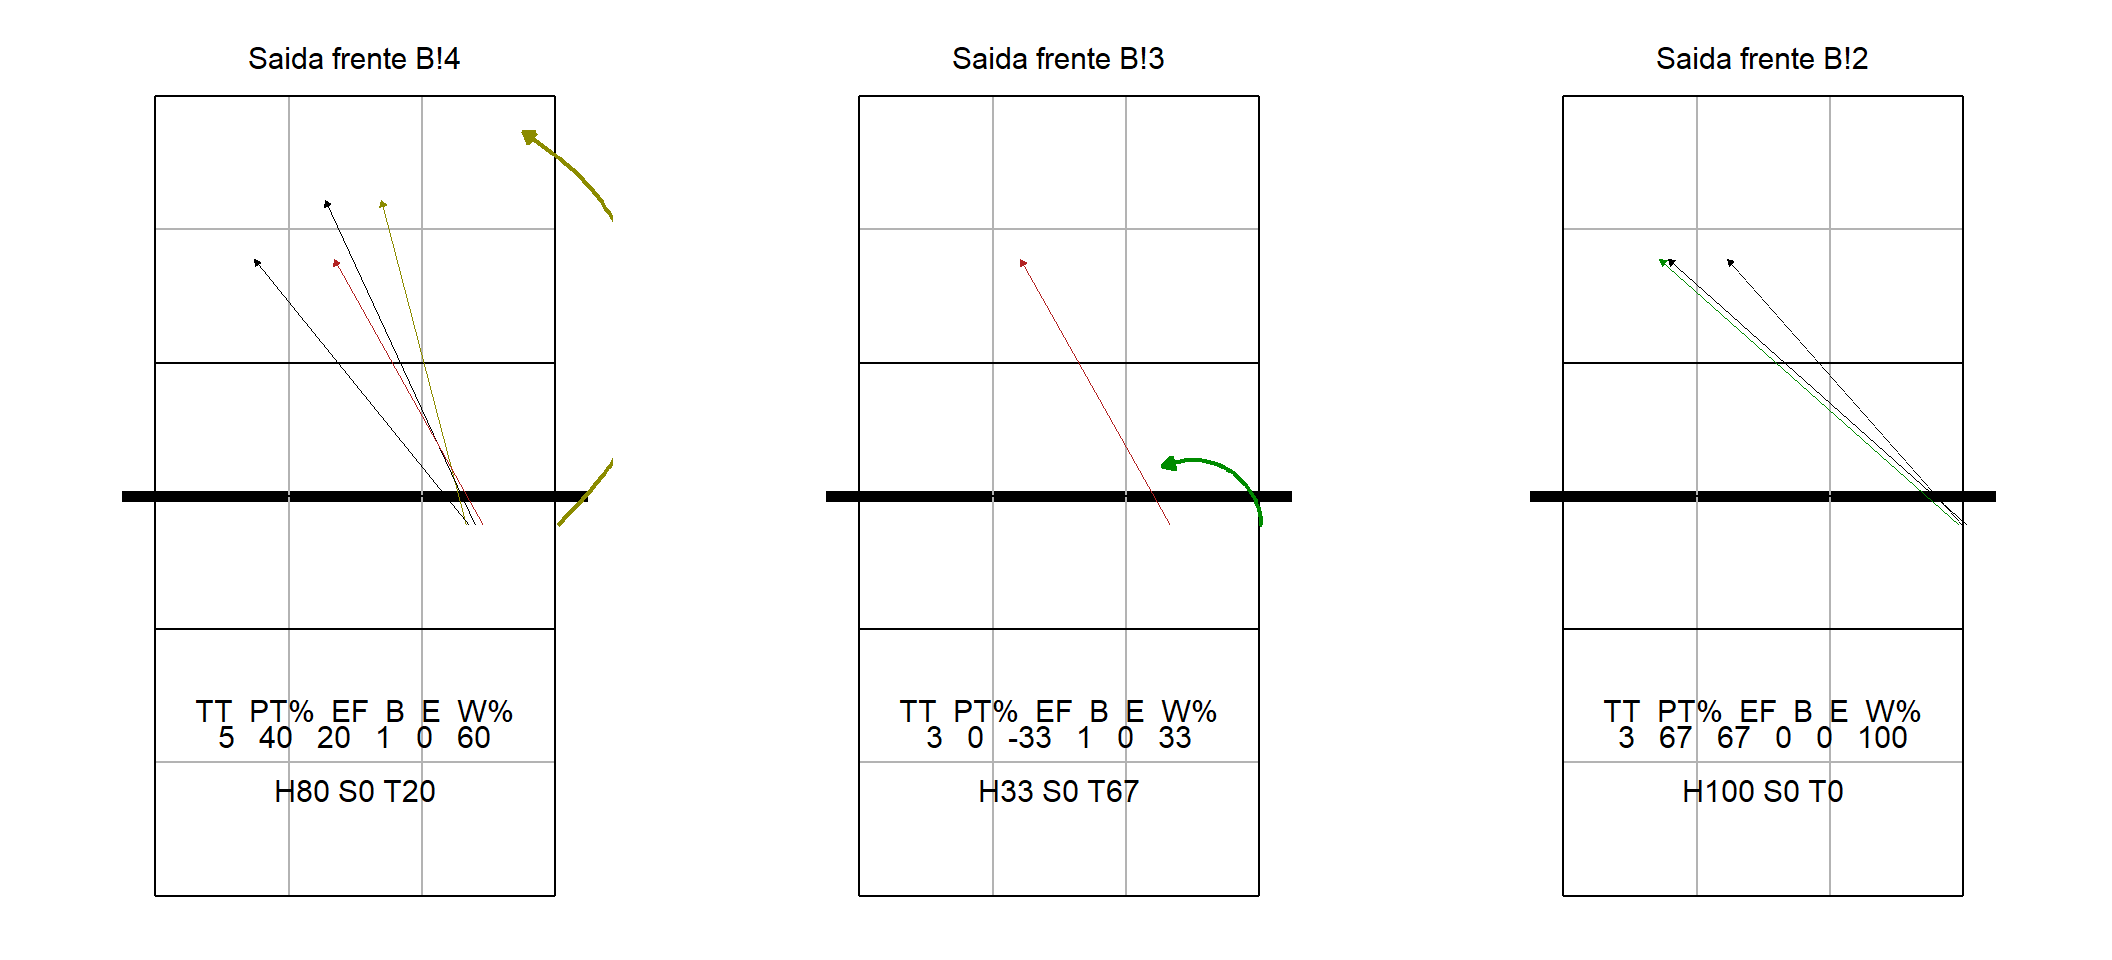 Saida frente B!4
Saida frente B!3
Saida frente B!2
TT PT% EF B E W%
5 40 20 1 0 60
H80 S0 T20
TT PT% EF B E W%
3 0 -33 1 0 33
H33 S0 T67
TT PT% EF B E W%
3 67 67 0 0 100
H100 S0 T0